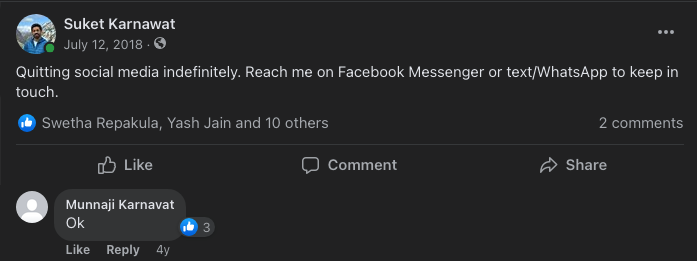 Suket Karnawat
July 12, 2018 ·
Quitting social media indefinitely. Reach me on Facebook Messenger or text/WhatsApp to keep in
touch.
Swetha Repakula, Yash Jain and 10 others 2 comments
Like Comment Share
Munnaji Karnavat
Ok
3
Like Reply 4y